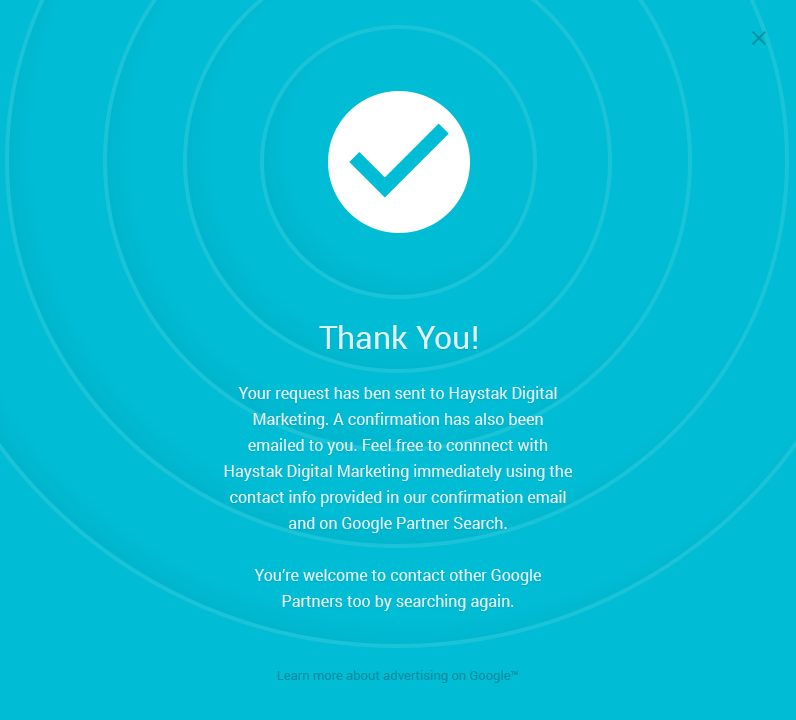 Thank You!
Your request has ben sent to Haystak Digital
Marketing. A confirmation has also been
emailed to you. Feel free to connnect with
Haystak Digital Marketing immediately using the
contact info provided in our confirmation email
and on Google Partner Search.
You're welcome to contact other Google
Partners too by searching again.
Learn more about advertising on Google™